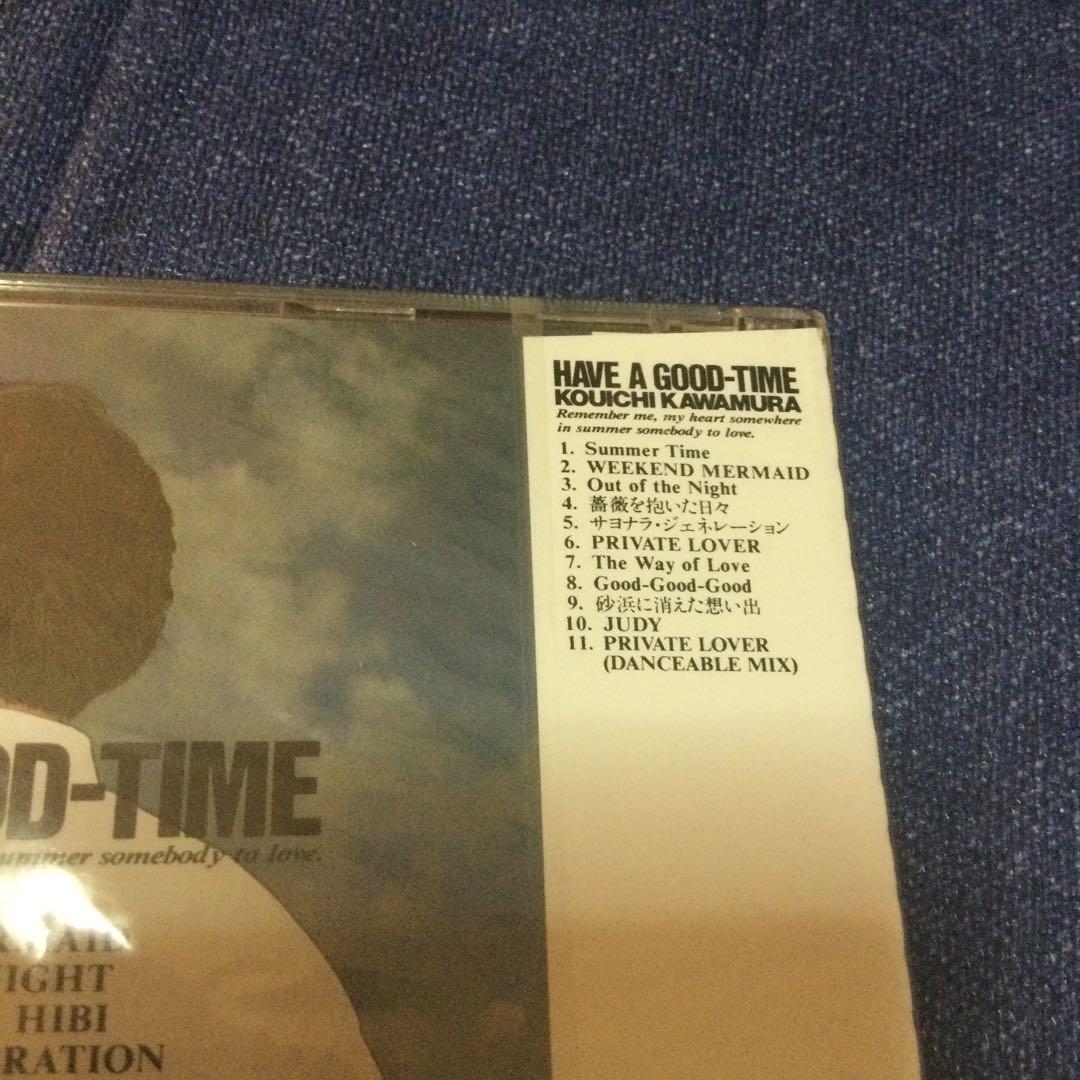 HAVE A GOOD-TIME
KOUICHI KAWAMURA
Remember me, my heart somewhere
in summer somebody to love.
1. Summer Time
2. WEEKEND MERMAID
3. Out of the Night
4. 薔薇を抱いた日々
5. サヨナラ・ジェネレーション
6. PRIVATE LOVER
7. The Way of Love
8. Good-Good-Good
9. 砂浜に消えた想い出
10. JUDY
11. PRIVATE LOVER
(DANCEABLE MIX)
OD-TIME
summer somebody to love.
HIBI